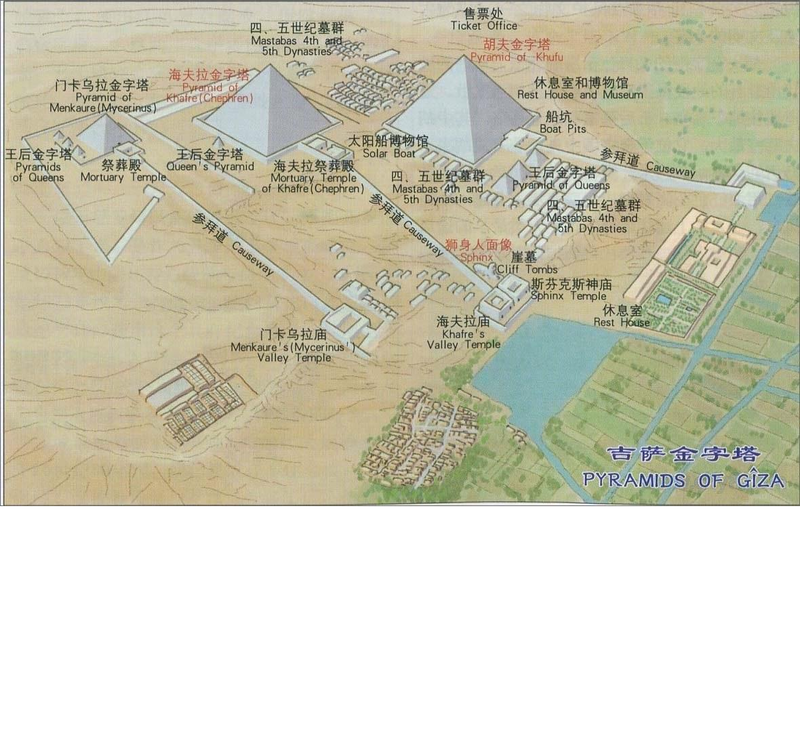 售票处
Ticket Office
四、五世纪墓群
Mastabas 4th and
5th Dynasties
胡夫金字塔
Pyramid of Khufu
海夫拉金字塔
Pyramid of
Khafre(Chephren)
门卡乌拉金字塔
Pyramid of
Menkaure(Mycerinus)
休息室和博物馆
Rest House and Museum
船坑
Boat Pits
太阳船博物馆
Solar Boat
王后金字塔
Pyramids
of Queens
祭葬殿
Mortuary Temple
王后金字塔
Queen's Pyramid
海夫拉祭葬殿
Mortuary Temple
of Khafre(Chephren)
四、五世纪墓群
Mastabas 4th and
5th Dynasties
参拜道 Causeway
王后金字塔
Pyramids of Queens
四、五世纪墓群
Mastabas 4th and
5th Dynasties
参拜道 Causeway
参拜道 Causeway
狮身人面像
Sphinx
崖墓
Cliff Tombs
斯芬克斯神庙
Sphinx Temple
休息室
Rest House
门卡乌拉庙
Menkaure's(Mycerinus')
Valley Temple
海夫拉庙
Khafre's
Valley Temple
吉萨金字塔
PYRAMIDS OF GÎZA